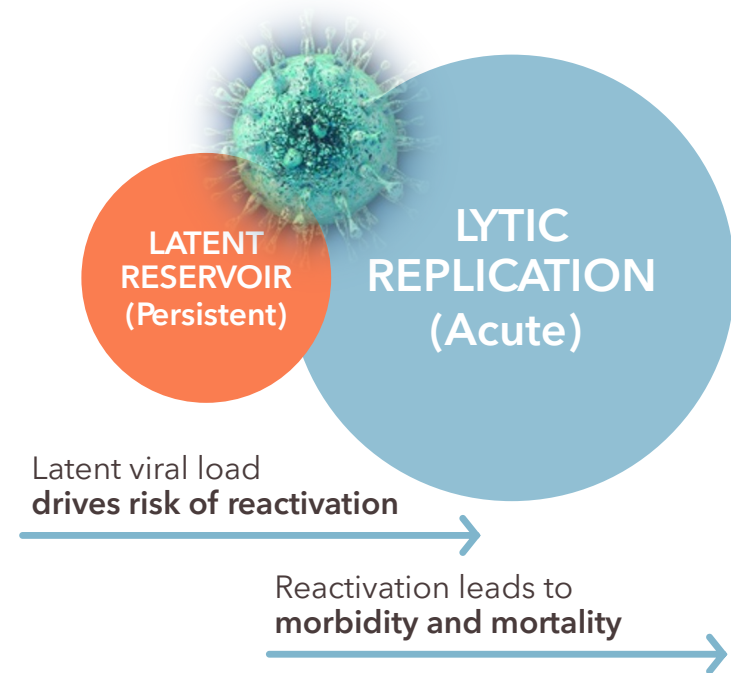 LATENT
RESERVOIR
(Persistent)
LYTIC
REPLICATION
(Acute)
Latent viral load
drives risk of reactivation
Reactivation leads to
morbidity and mortality